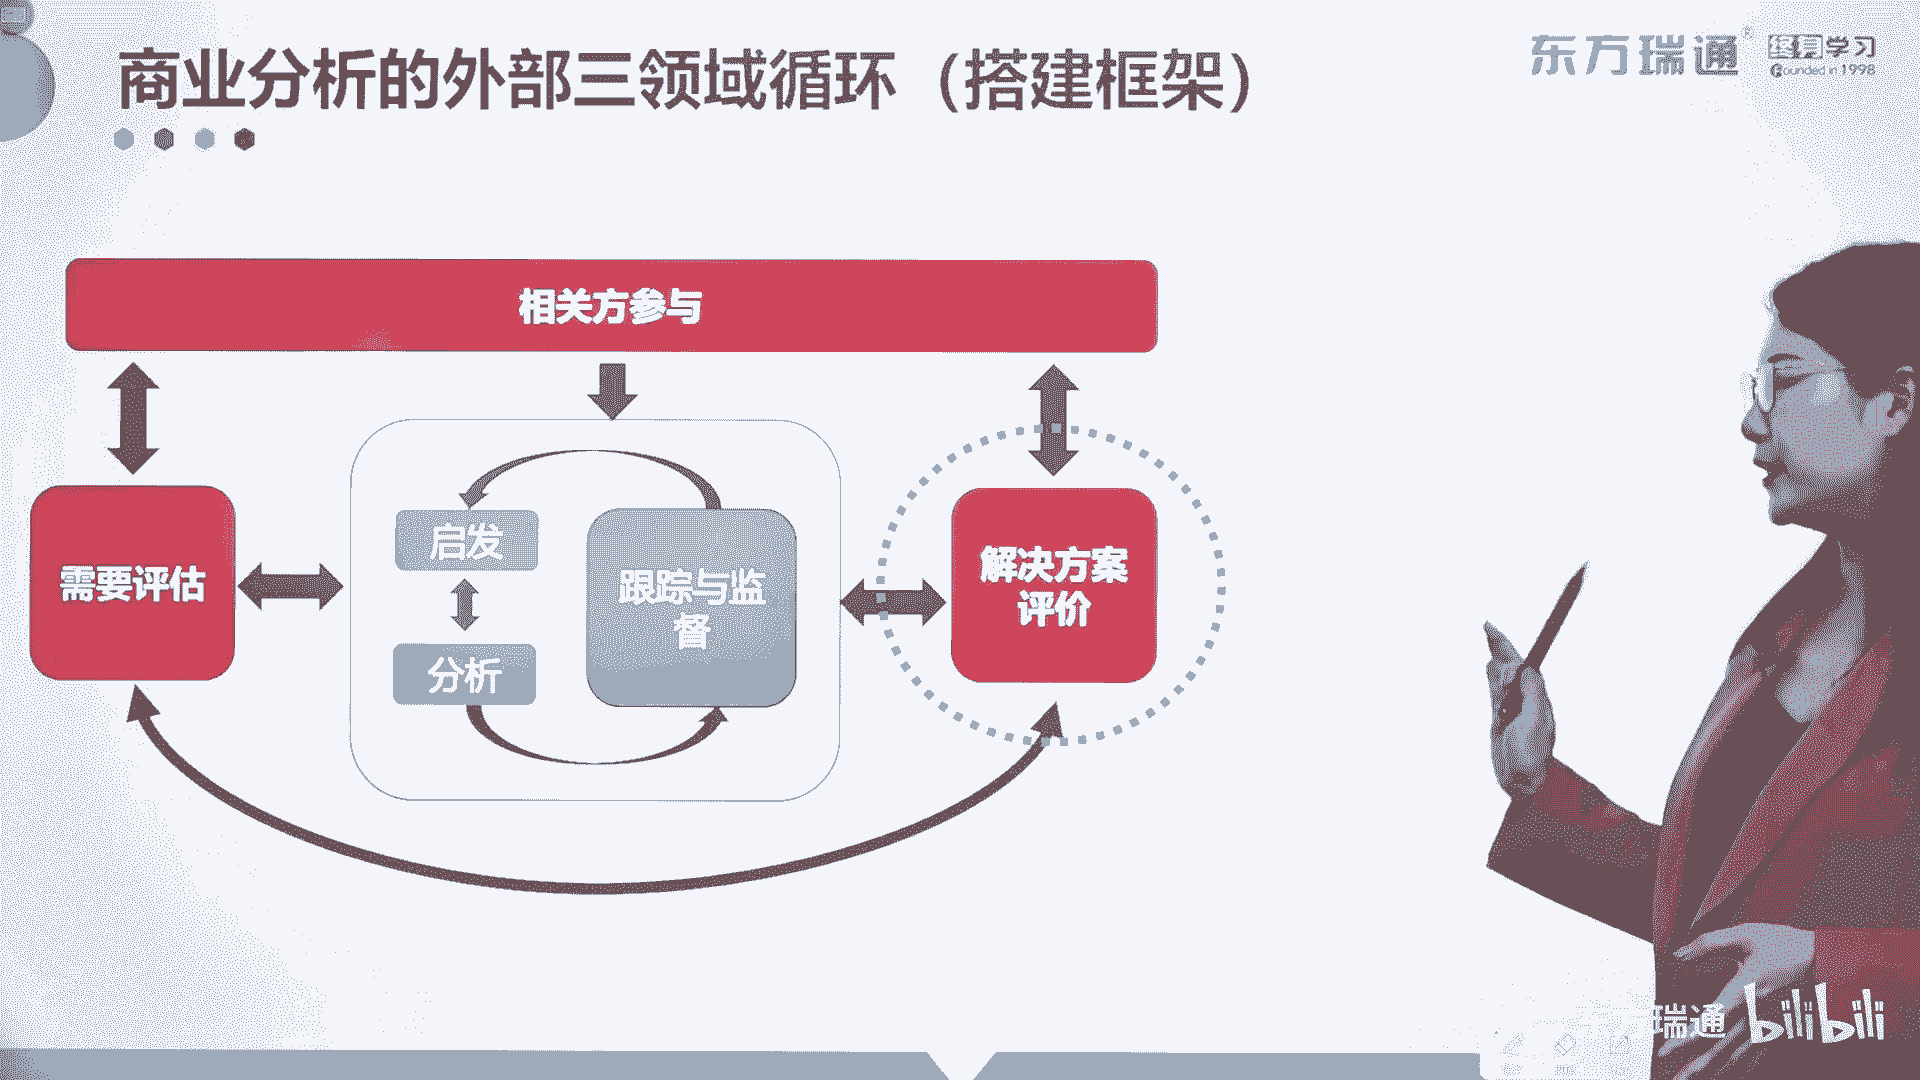 商业分析的外部三领域循环（搭建框架）
东方瑞通®
终身学习
Founded in 1998
相关方参与
需要评估
启发
分析
跟踪与监
督
解决方案
评价
瑞通
bilibili